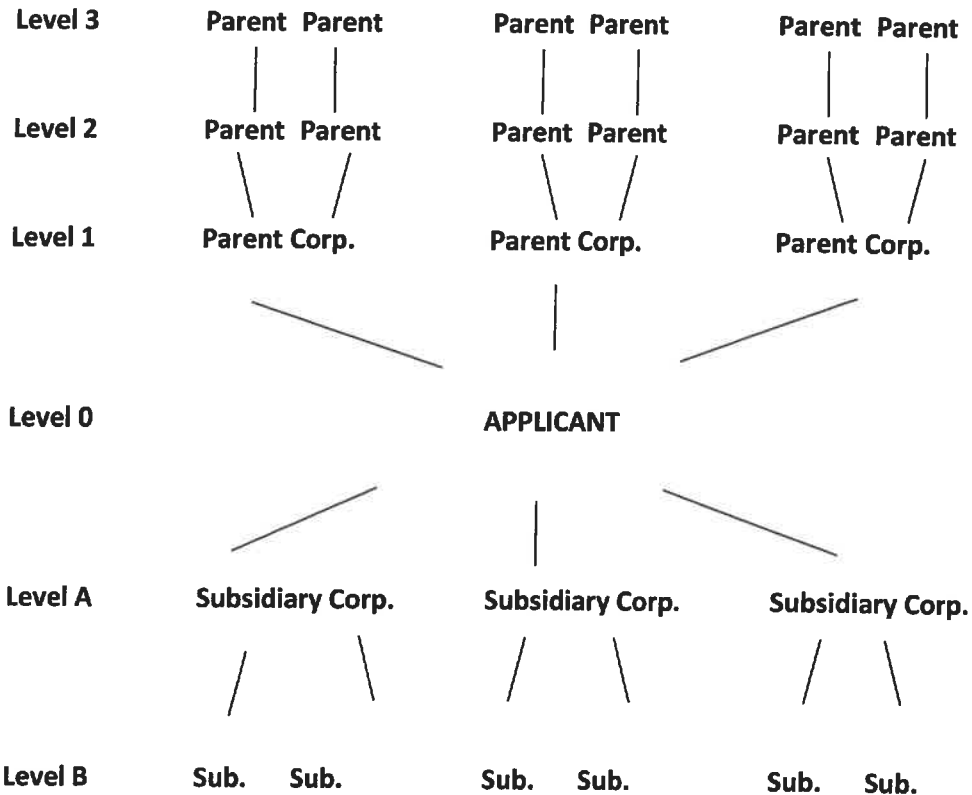 Level 3 Parent Parent Parent Parent Parent Parent
Level 2 Parent Parent Parent Parent Parent Parent
Level 1 Parent Corp. Parent Corp. Parent Corp.
Level 0 APPLICANT
Level A Subsidiary Corp. Subsidiary Corp. Subsidiary Corp.
Level B Sub. Sub. Sub. Sub. Sub. Sub.